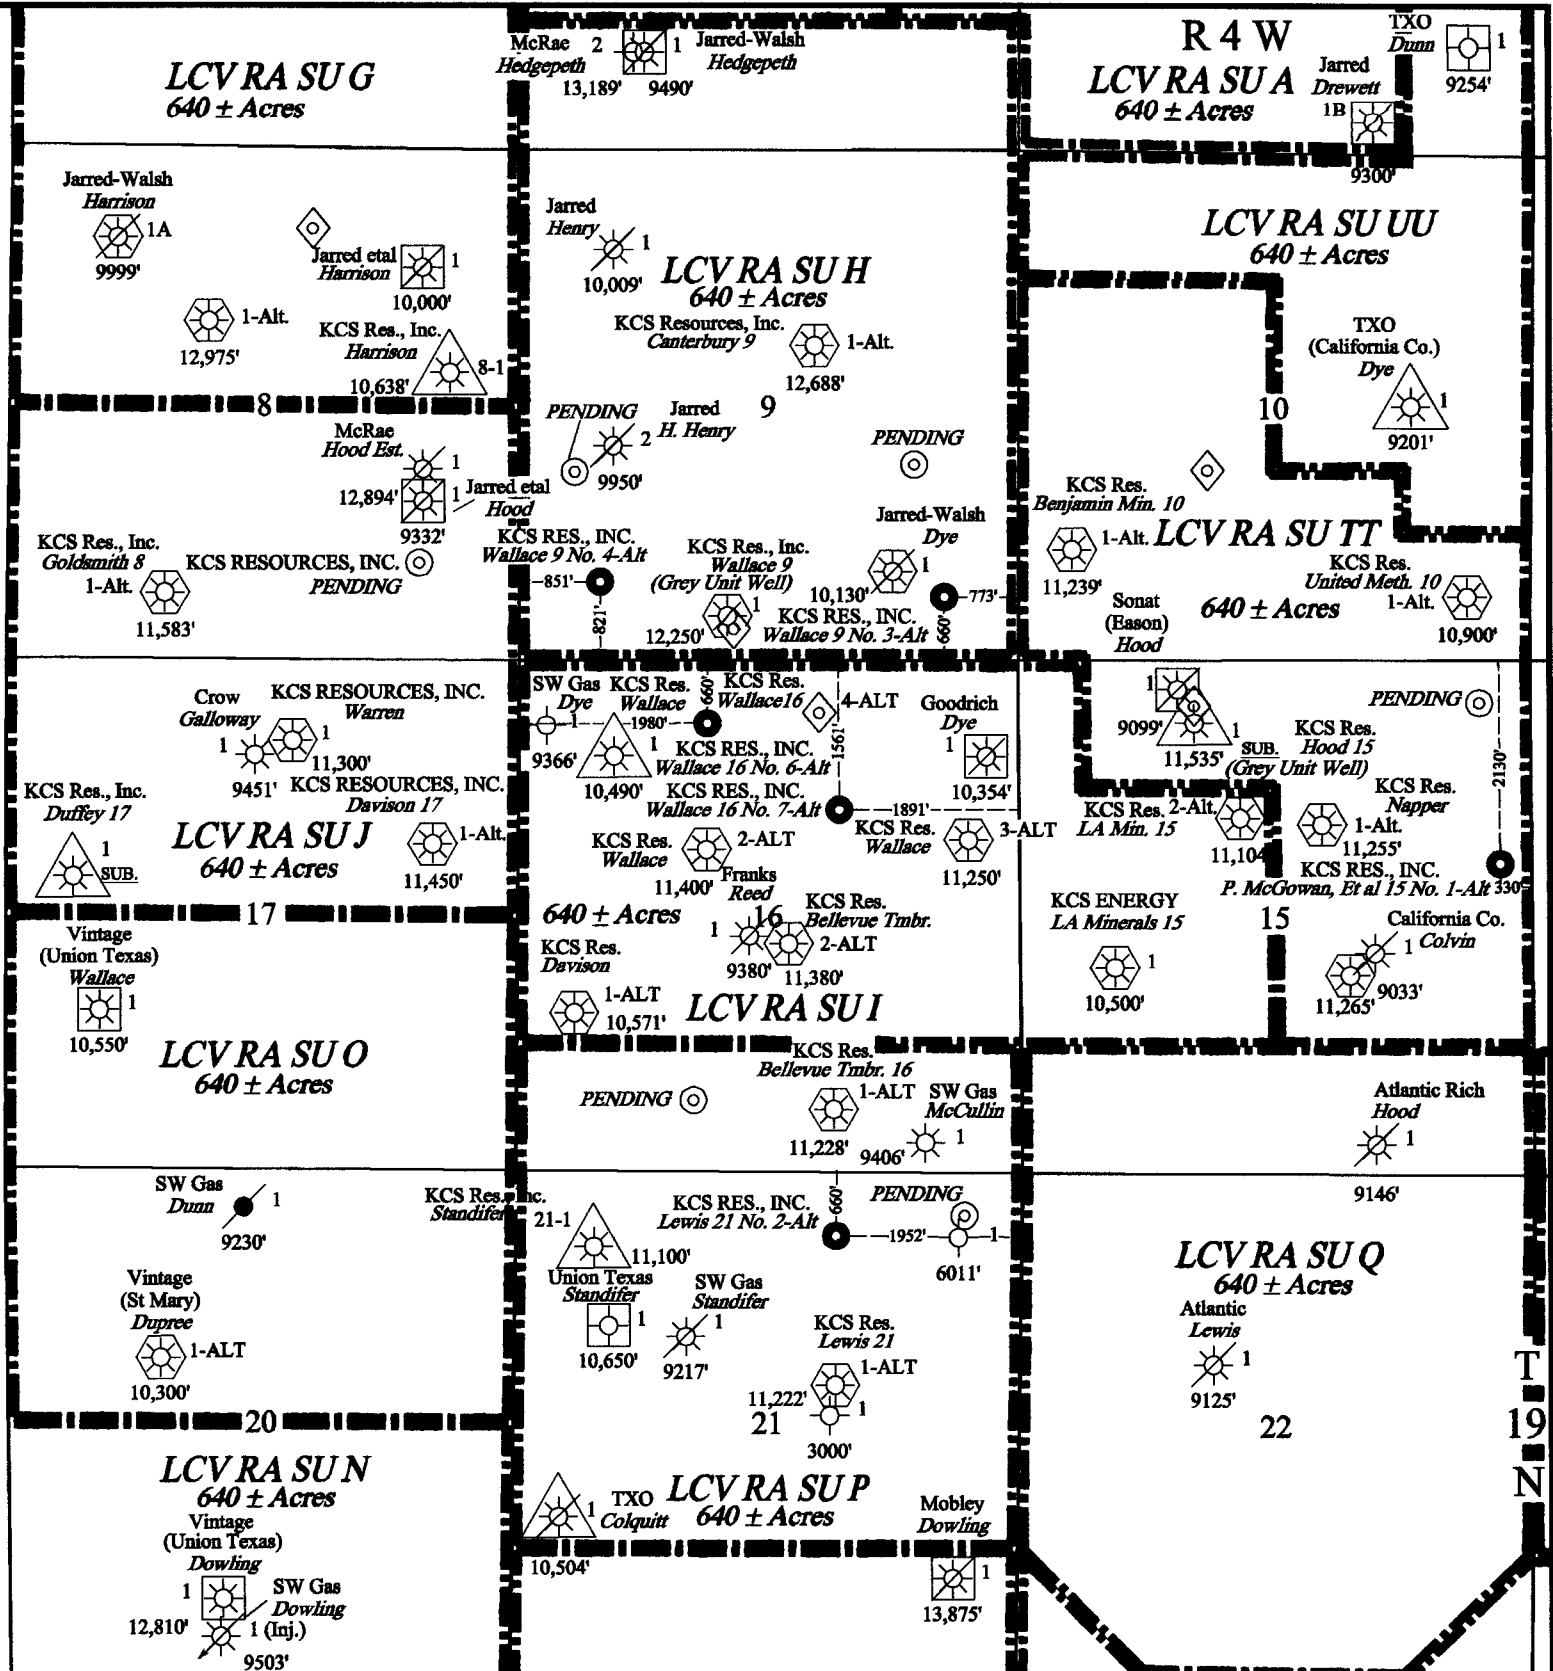 LCV RA SU G
640 ± Acres
McRae
Hedgepeth
2
1
Jarred-Walsh
Hedgepeth
13,189'
9490'
R 4 W
LCV RA SU A
640 ± Acres
TXO
Dunn
1
9254'
Jarred
Drewett
1B
9300'
Jarred-Walsh
Harrison
1A
9999'
Jarred etal
Harrison
1
10,000'
1-Alt.
12,975'
KCS Res., Inc.
Harrison
8-1
10,638'
8
Jarred
Henry
1
10,009'
LCV RA SU H
640 ± Acres
KCS Resources, Inc.
Canterbury 9
1-Alt.
12,688'
9
LCV RA SU UU
640 ± Acres
TXO
(California Co.)
Dye
1
9201'
10
McRae
Hood Est.
1
12,894'
1
Jarred etal
Hood
9332'
KCS Res., Inc.
Goldsmith 8
1-Alt.
11,583'
KCS RESOURCES, INC.
PENDING
PENDING
Jarred
H. Henry
2
9950'
PENDING
KCS RES., INC.
Wallace 9 No. 4-Alt
851'
821'
KCS Res., Inc.
Wallace 9
(Grey Unit Well)
1
12,250'
Jarred-Walsh
Dye
1
10,130'
KCS RES., INC.
Wallace 9 No. 3-Alt
773'
660'
KCS Res.
Benjamin Min. 10
1-Alt.
11,239'
LCV RA SU TT
640 ± Acres
KCS Res.
United Meth. 10
1-Alt.
10,900'
Sonat
(Eason)
Hood
1
9099'
1
SUB.
11,535'
KCS Res.
Hood 15
(Grey Unit Well)
PENDING
2130'
Crow
Galloway
1
9451'
KCS RESOURCES, INC.
Warren
1
11,300'
KCS RESOURCES, INC.
Davison 17
1-Alt.
11,450'
KCS Res., Inc.
Duffey 17
1
SUB.
LCV RA SU J
640 ± Acres
17
SW Gas
Dye
1
9366'
KCS Res.
Wallace
1
10,490'
1980'
660'
KCS Res.
Wallace16
4-ALT
KCS RES., INC.
Wallace 16 No. 6-Alt
KCS RES., INC.
Wallace 16 No. 7-Alt
1561'
1891'
Goodrich
Dye
1
10,354'
KCS Res.
Wallace
2-ALT
11,400'
KCS Res.
Wallace
3-ALT
11,250'
640 ± Acres
Franks
Reed
1
9380'
16
KCS Res.
Bellevue Tmbr.
2-ALT
11,380'
KCS Res.
Davison
1-ALT
10,571'
LCV RA SU I
KCS Res.
LA Min. 15
2-Alt.
11,104'
KCS Res.
Napper
1-Alt.
11,255'
KCS RES., INC.
P. McGowan, Et al 15 No. 1-Alt
330'
KCS ENERGY
LA Minerals 15
1
10,500'
15
California Co.
Colvin
1
9033'
11,265'
Vintage
(Union Texas)
Wallace
1
10,550'
LCV RA SU O
640 ± Acres
PENDING
KCS Res.
Bellevue Tmbr. 16
1-ALT
11,228'
SW Gas
McCullin
1
9406'
Atlantic Rich
Hood
1
9146'
SW Gas
Dunn
1
9230'
Vintage
(St Mary)
Dupree
1-ALT
10,300'
20
KCS Res., Inc.
Standifer
21-1
11,100'
Union Texas
Standifer
1
10,650'
SW Gas
Standifer
1
9217'
KCS RES., INC.
Lewis 21 No. 2-Alt
660'
1952'
PENDING
1
6011'
KCS Res.
Lewis 21
1-ALT
11,222'
1
3000'
21
LCV RA SU Q
640 ± Acres
Atlantic
Lewis
1
9125'
22
T
19
N
LCV RA SU N
640 ± Acres
Vintage
(Union Texas)
Dowling
1
12,810'
SW Gas
Dowling
1 (Inj.)
9503'
1
TXO
Colquitt
10,504'
LCV RA SU P
640 ± Acres
Mobley
Dowling
1
13,875'